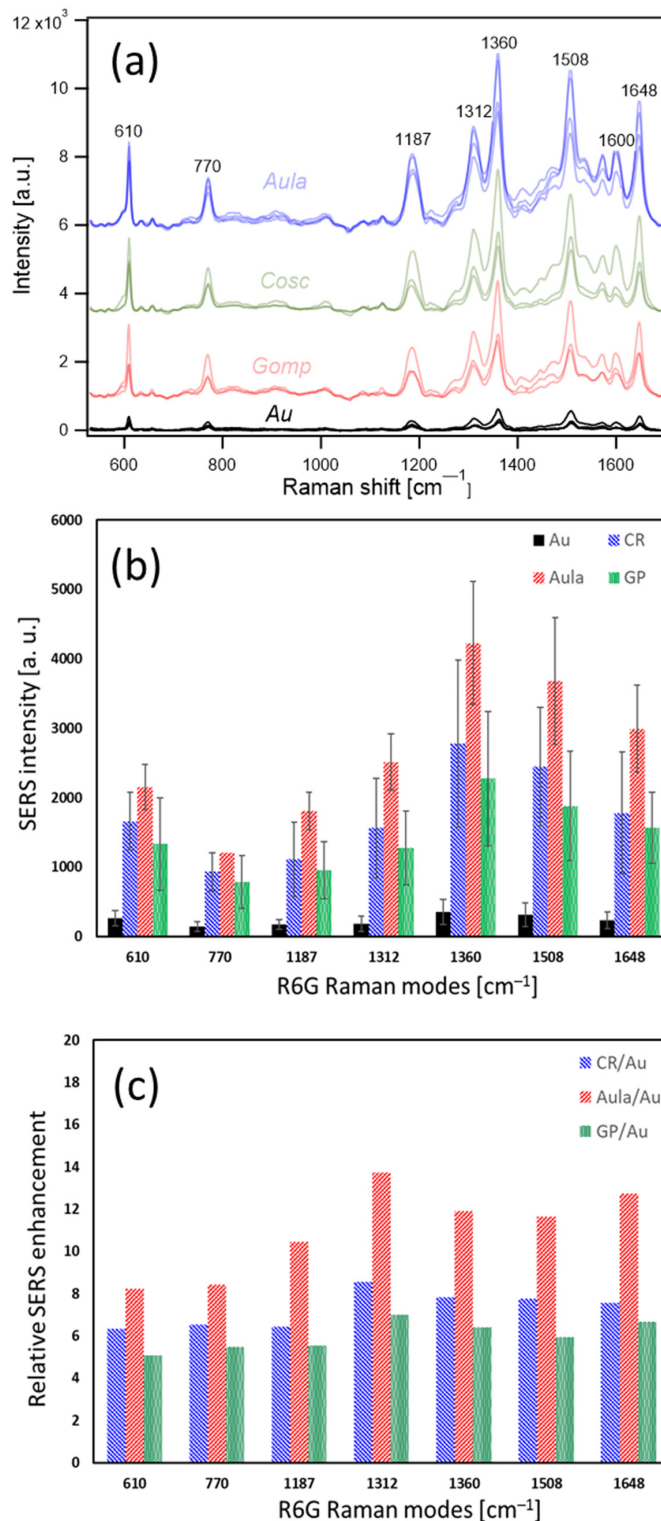 12 x10³
(a)
1360
1508
10
1648
1312
610
1187
1600
770
8
Intensity [a.u.]
Aula
6
Cosc
4
Gomp
2
Au
0
600 800 1000 1200 1400 1600
Raman shift [cm—1]
6000
(b)
Au CR
Aula GP
5000
4000
SERS intensity [a. u.]
3000
2000
1000
0
610 770 1187 1312 1360 1508 1648
R6G Raman modes [cm–1]
20
(c)
CR/Au
18
Aula/Au
16
GP/Au
14
Relative SERS enhancement
12
10
8
6
4
2
0
610 770 1187 1312 1360 1508 1648
R6G Raman modes [cm–1]